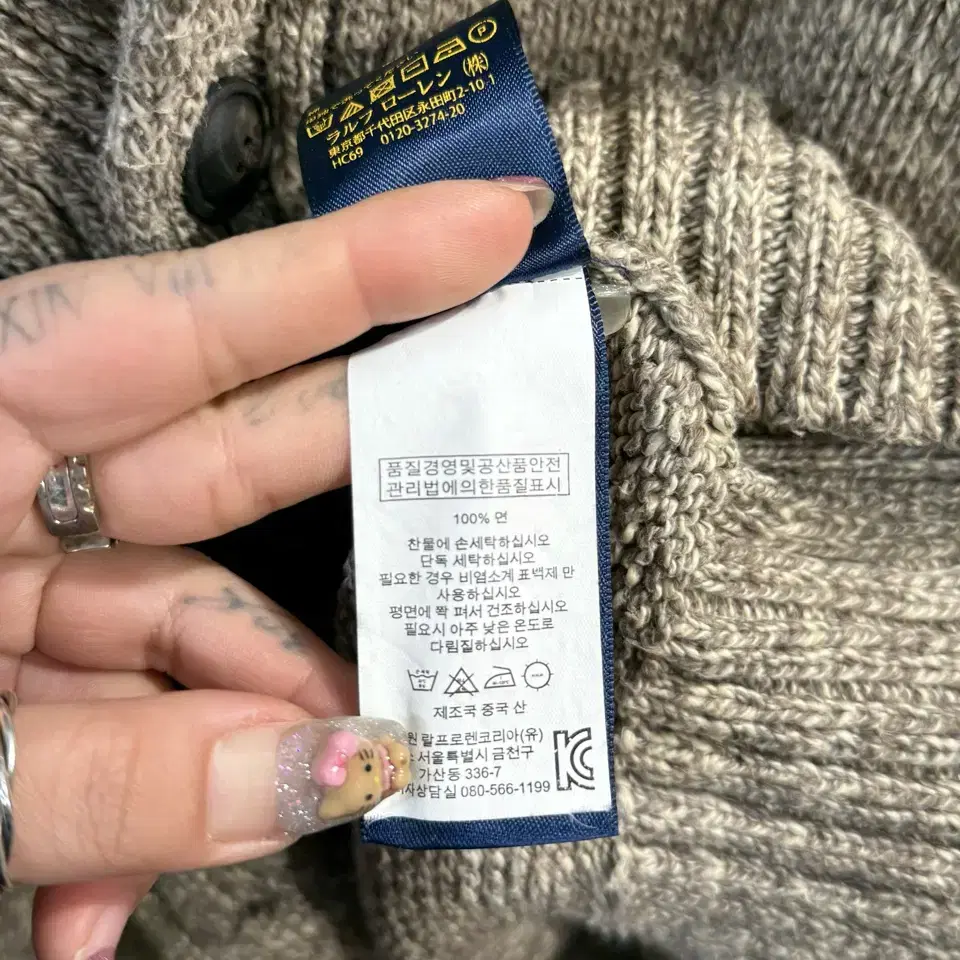 ラルフ ローレン (株)
東京都千代田区永田町2-10-1
HC69 0120-3274-20
품질경영및공산품안전
관리법에의한품질표시
100% 면
찬물에 손세탁하십시오
단독 세탁하십시오
필요한 경우 비염소계 표백제 만
사용하십시오
평면에 쫙 펴서 건조하십시오
필요시 아주 낮은 온도로
다림질하십시오
제조국 중국 산
원 랄프로렌코리아(유)
서울특별시 금천구
가산동 336-7
자상담실 080-566-1199